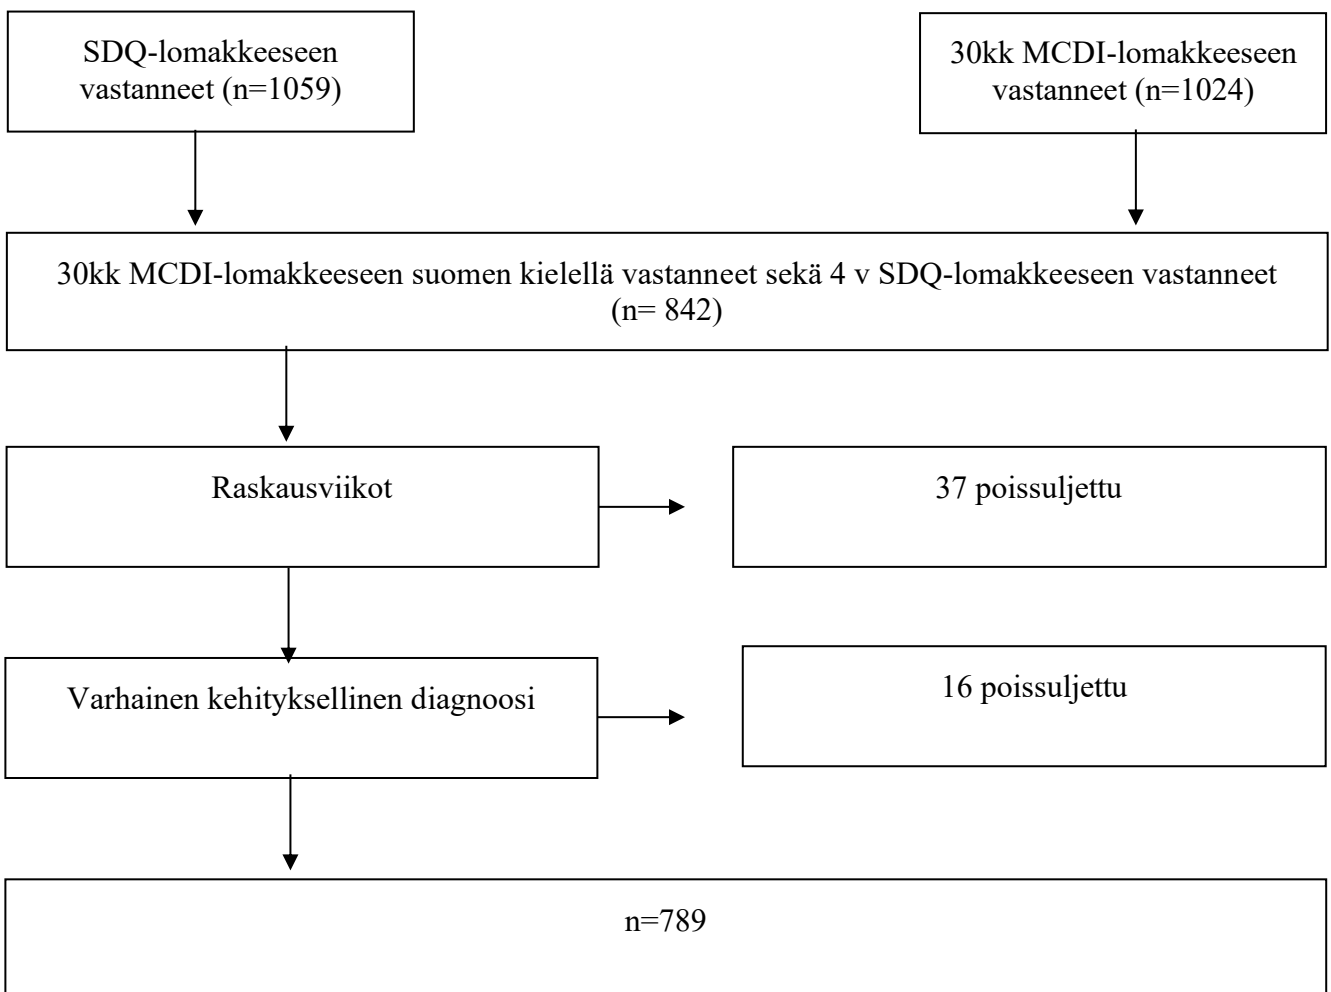 SDQ-lomakkeeseen
vastanneet (n=1059)
30kk MCDI-lomakkeeseen
vastanneet (n=1024)
30kk MCDI-lomakkeeseen suomen kielellä vastanneet sekä 4 v SDQ-lomakkeeseen vastanneet
(n= 842)
Raskausviikot
37 poissuljettu
Varhainen kehityksellinen diagnoosi
16 poissuljettu
n=789